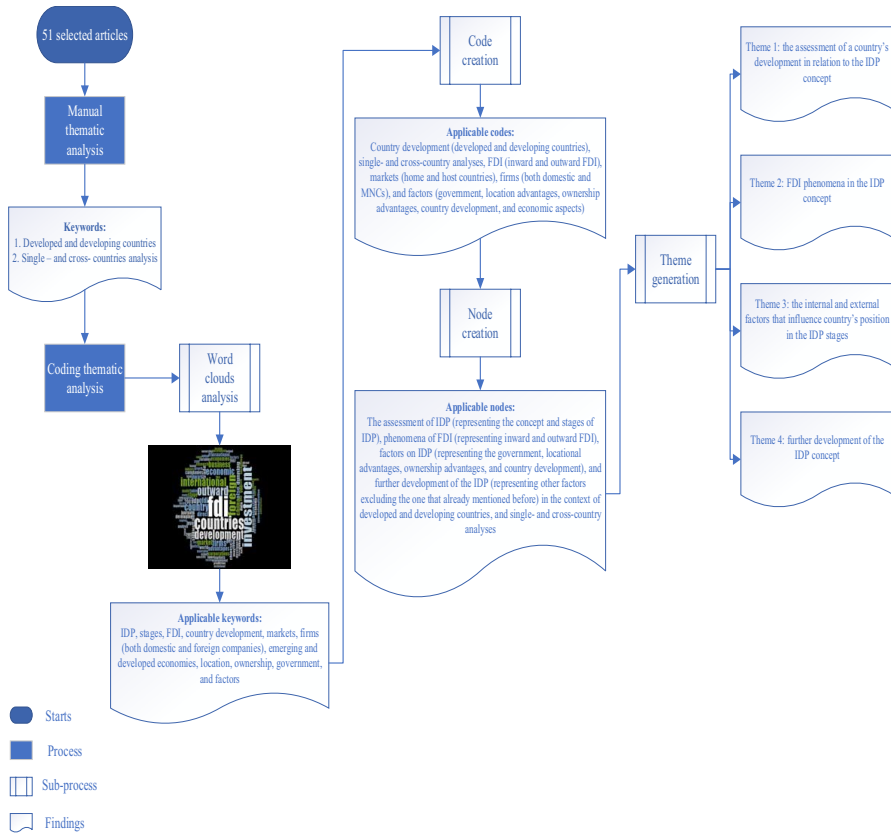 51 selected articles
Manual
thematic
analysis
Keywords:
1. Developed and developing countries
2. Single – and cross- countries analysis
Coding thematic
analysis
Word
clouds
analysis
business
economic
international
outward
foreign
fdi
countries
development
investment
country
Applicable keywords:
IDP, stages, FDI, country development, markets, firms
(both domestic and foreign companies), emerging and
developed economies, location, ownership, government,
and factors
Code
creation
Applicable codes:
Country development (developed and developing countries),
single- and cross-country analyses, FDI (inward and outward FDI),
markets (home and host countries), firms (both domestic and
MNCs), and factors (government, location advantages, ownership
advantages, country development, and economic aspects)
Node
creation
Applicable nodes:
The assessment of IDP (representing the concept and stages of
IDP), phenomena of FDI (representing inward and outward FDI),
factors on IDP (representing the government, locational
advantages, ownership advantages, and country development), and
further development of the IDP (representing other factors
excluding the one that already mentioned before) in the context of
developed and developing countries, and single- and cross-country
analyses
Theme
generation
Theme 1: the assessment of a country’s
development in relation to the IDP
concept
Theme 2: FDI phenomena in the IDP
concept
Theme 3: the internal and external
factors that influence country’s position
in the IDP stages
Theme 4: further development of the
IDP concept
Starts
Process
Sub-process
Findings